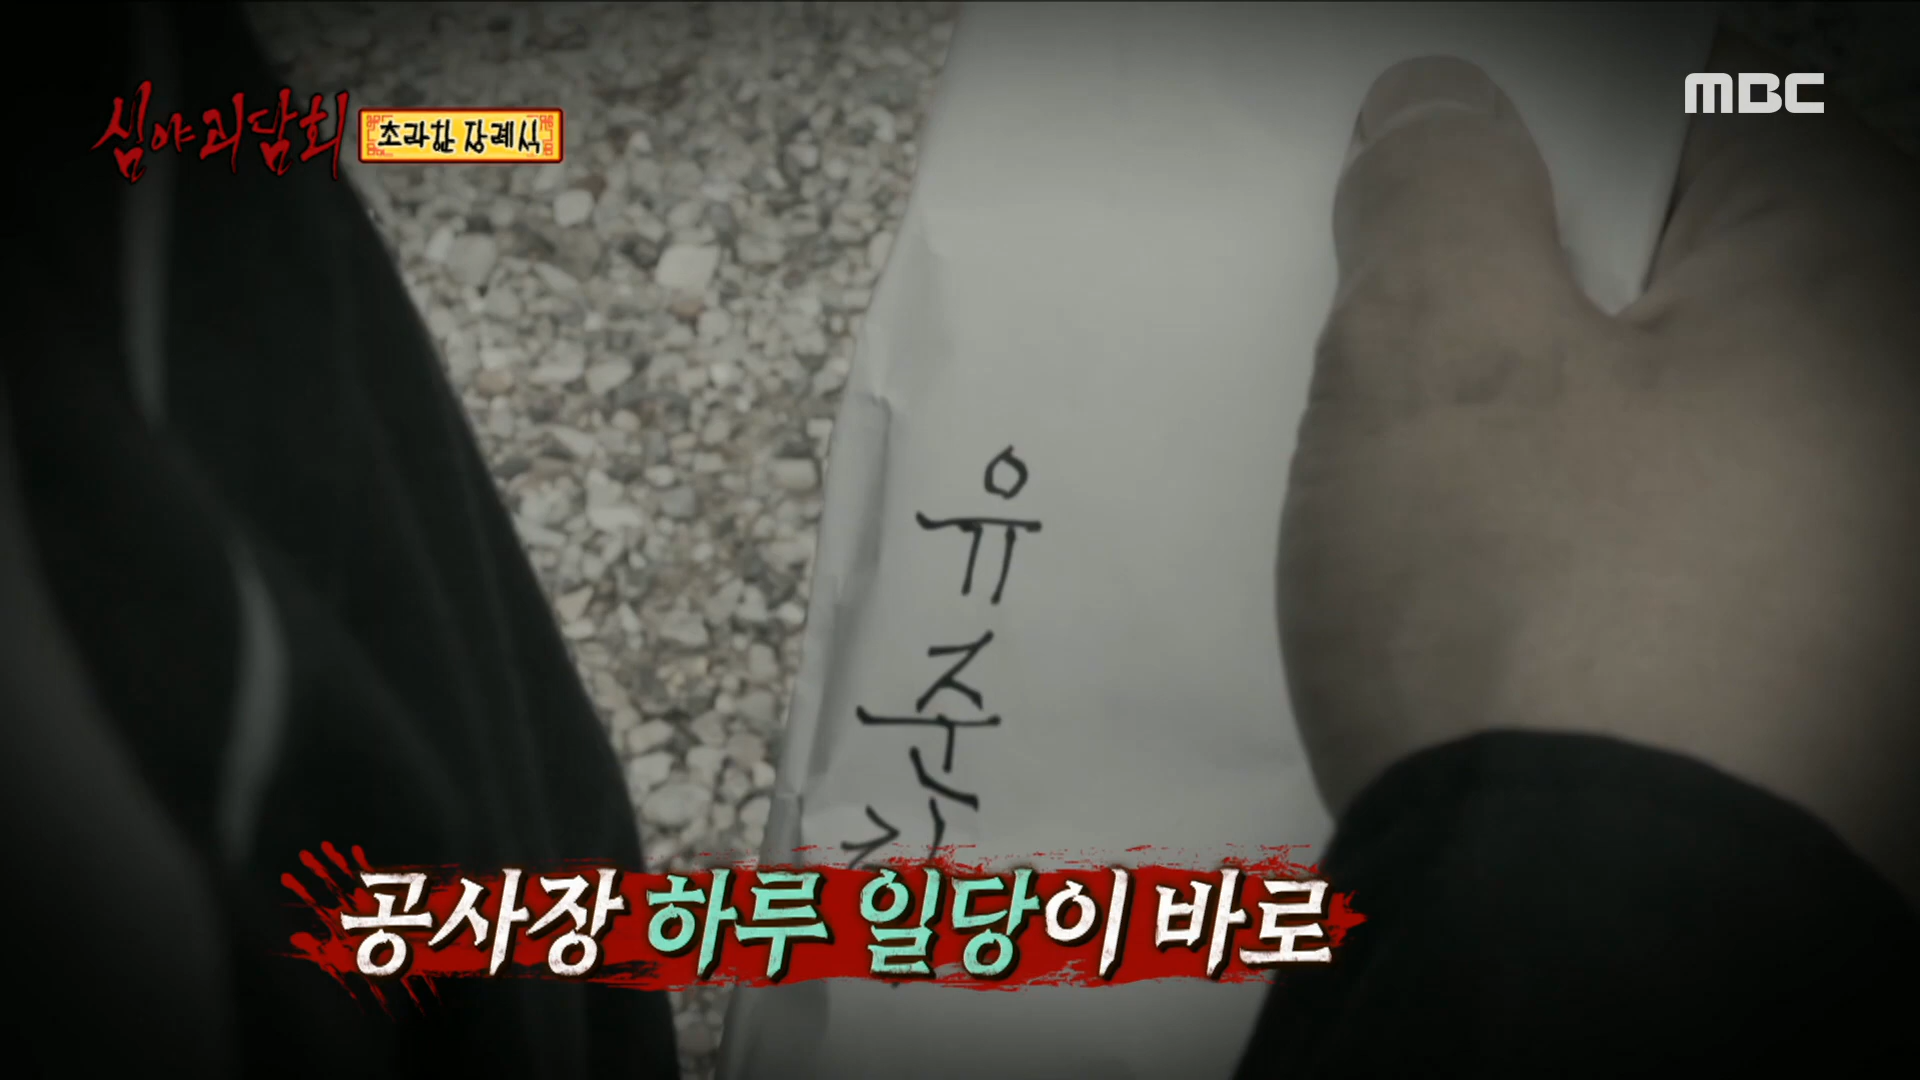 심야괴담회
초라한 장례식
MBC
유
준
공사장 하루 일당이 바로